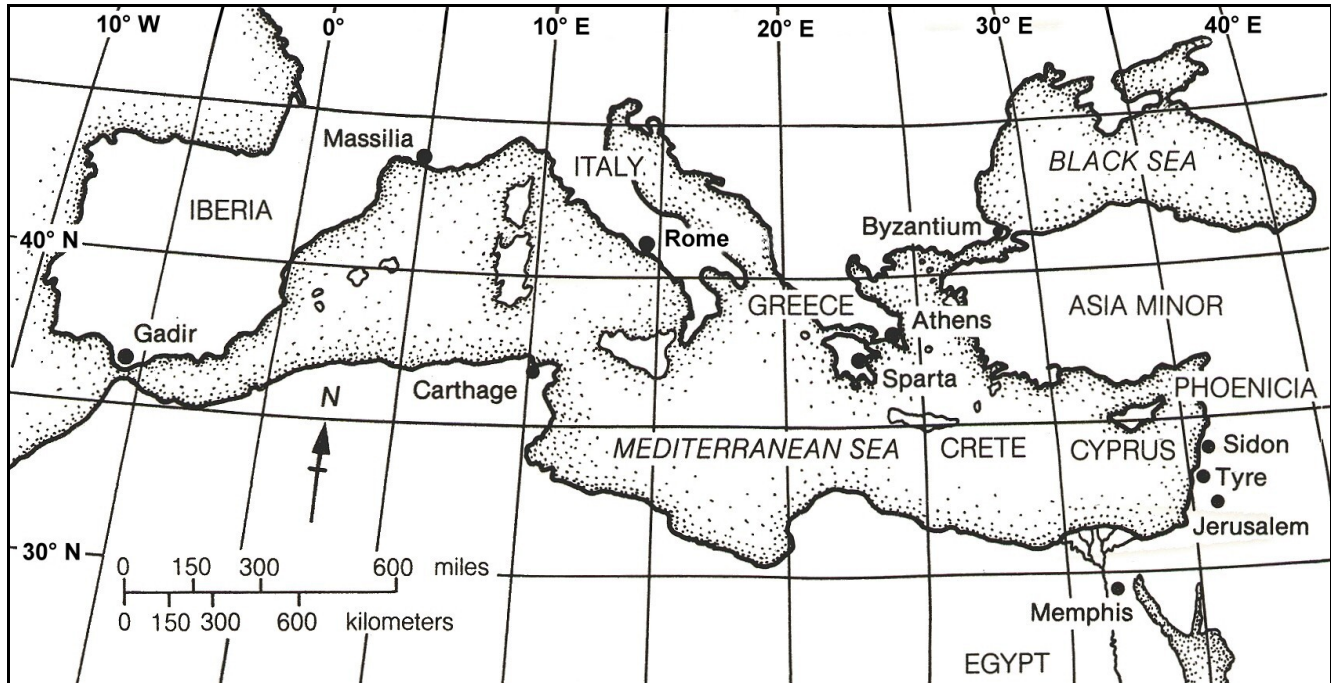 10° W 0° 10° E 20° E 30° E 40° E
Massilia
ITALY
BLACK SEA
IBERIA
Byzantium
40° N
Rome
GREECE
ASIA MINOR
Gadir
Athens
Carthage
Sparta
PHOENICIA
N
MEDITERRANEAN SEA
CRETE
CYPRUS
Sidon
Tyre
Jerusalem
30° N
0 150 300 600 miles
0 150 300 600 kilometers
Memphis
EGYPT